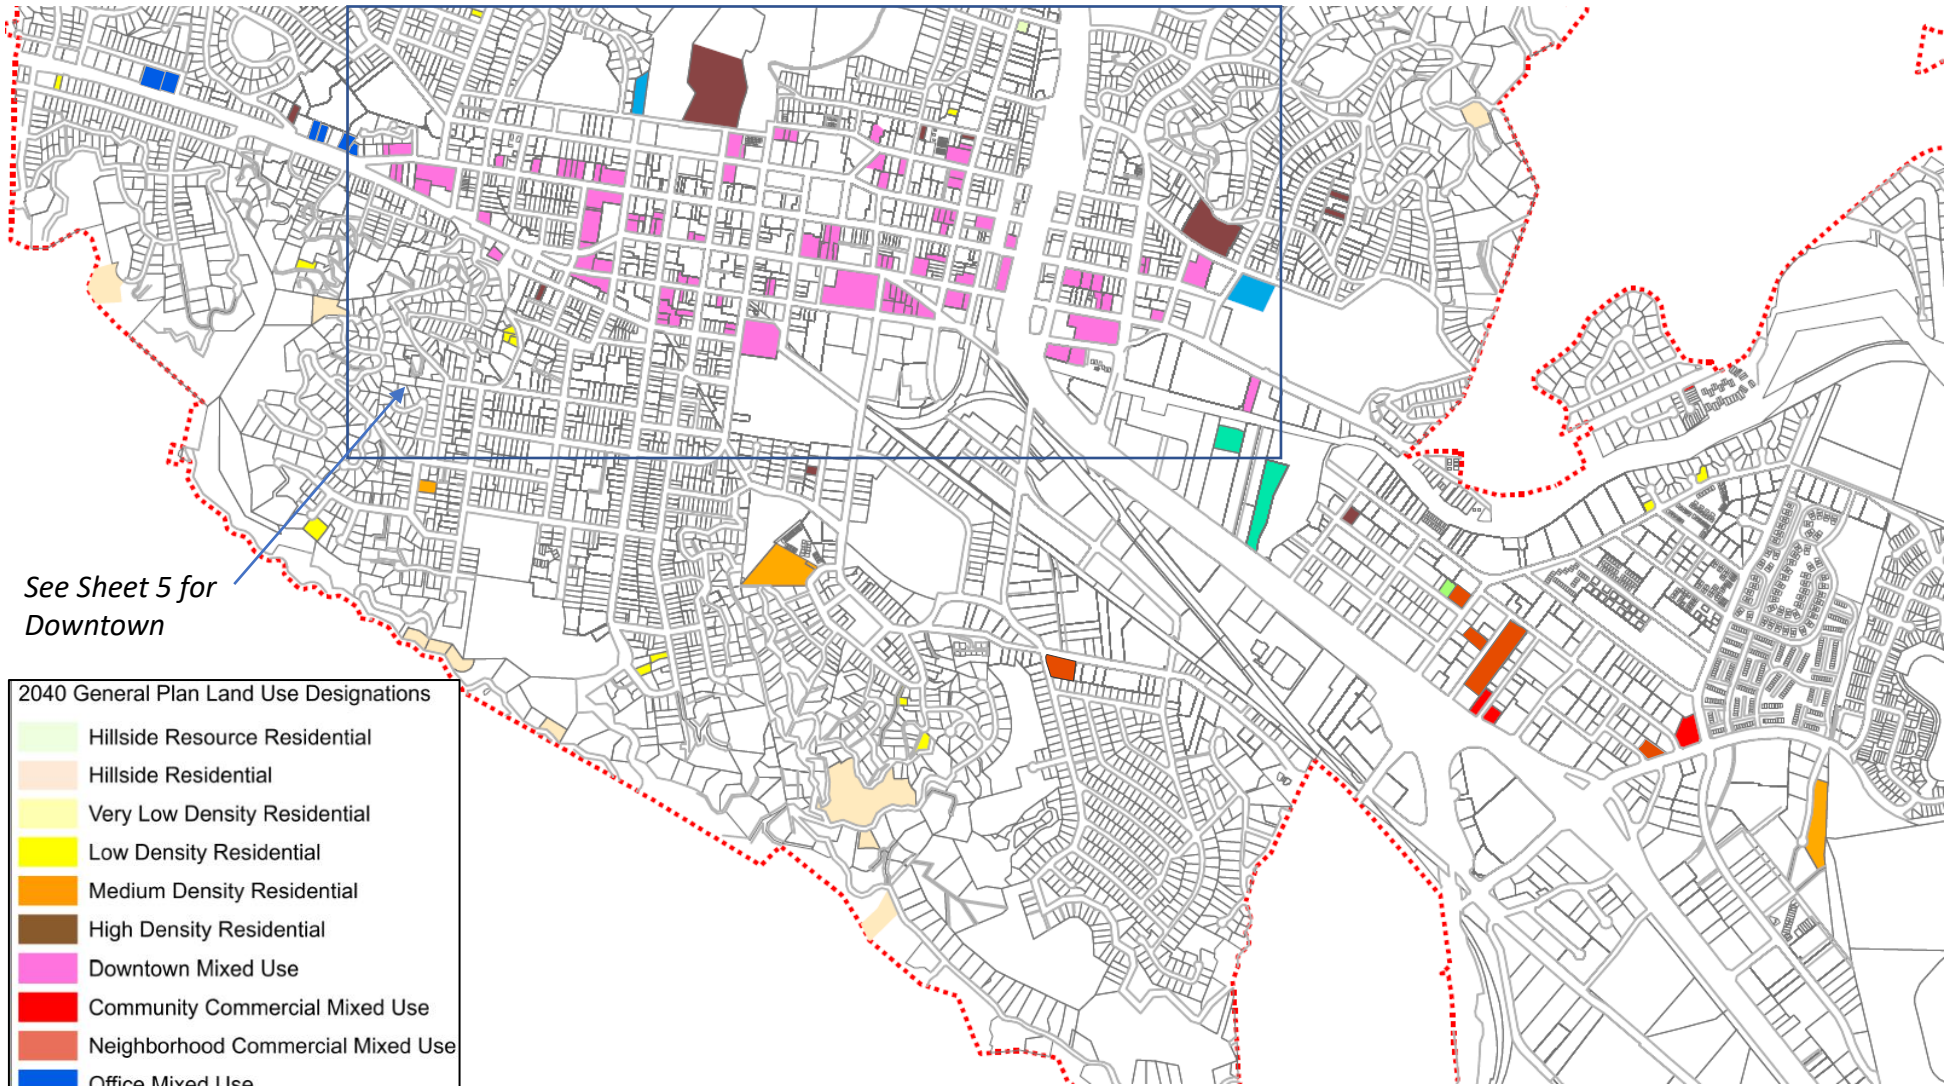 See Sheet 5 for
Downtown
2040 General Plan Land Use Designations
Hillside Resource Residential
Hillside Residential
Very Low Density Residential
Low Density Residential
Medium Density Residential
High Density Residential
Downtown Mixed Use
Community Commercial Mixed Use
Neighborhood Commercial Mixed Use
Office Mixed Use